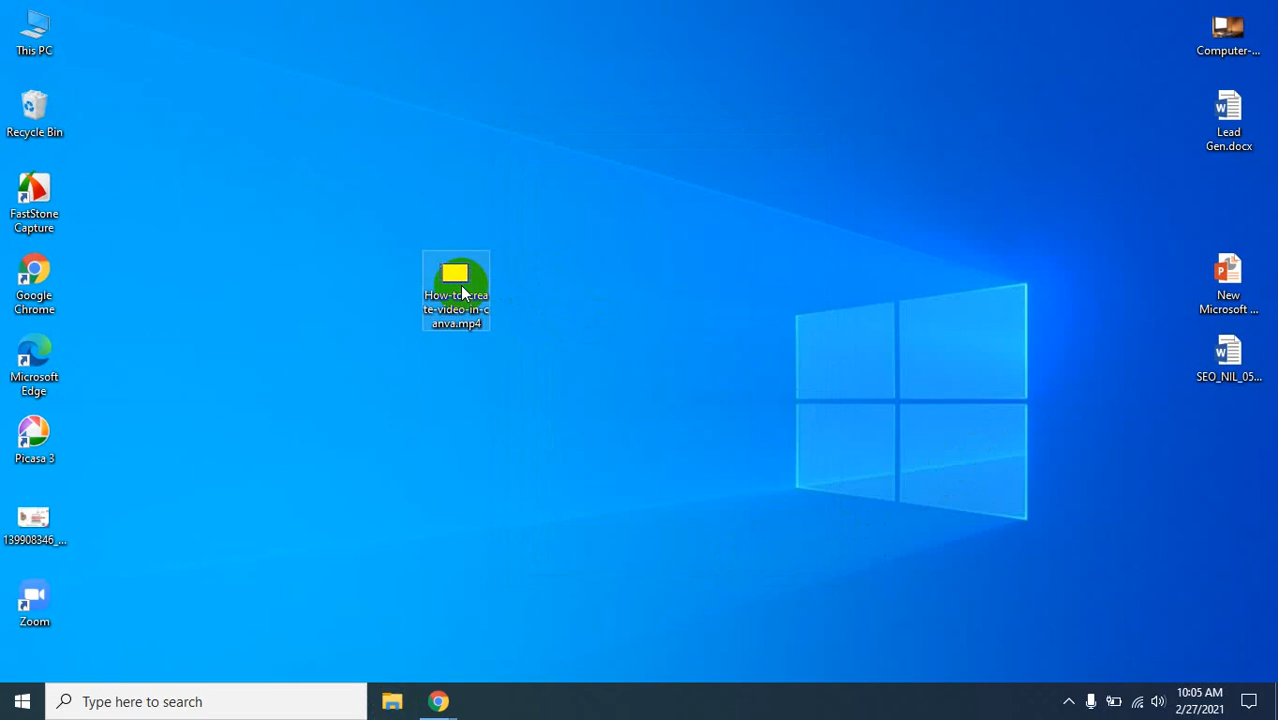 This PC
Recycle Bin
FastStone
Capture
Google
Chrome
Microsoft
Edge
Picasa 3
139908346_...
Zoom
How-to-crea
te-video-in-c
anva.mp4
Computer-...
Lead
Gen.docx
New
Microsoft ...
SEO_NIL_05...
Type here to search
10:05 AM
2/27/2021